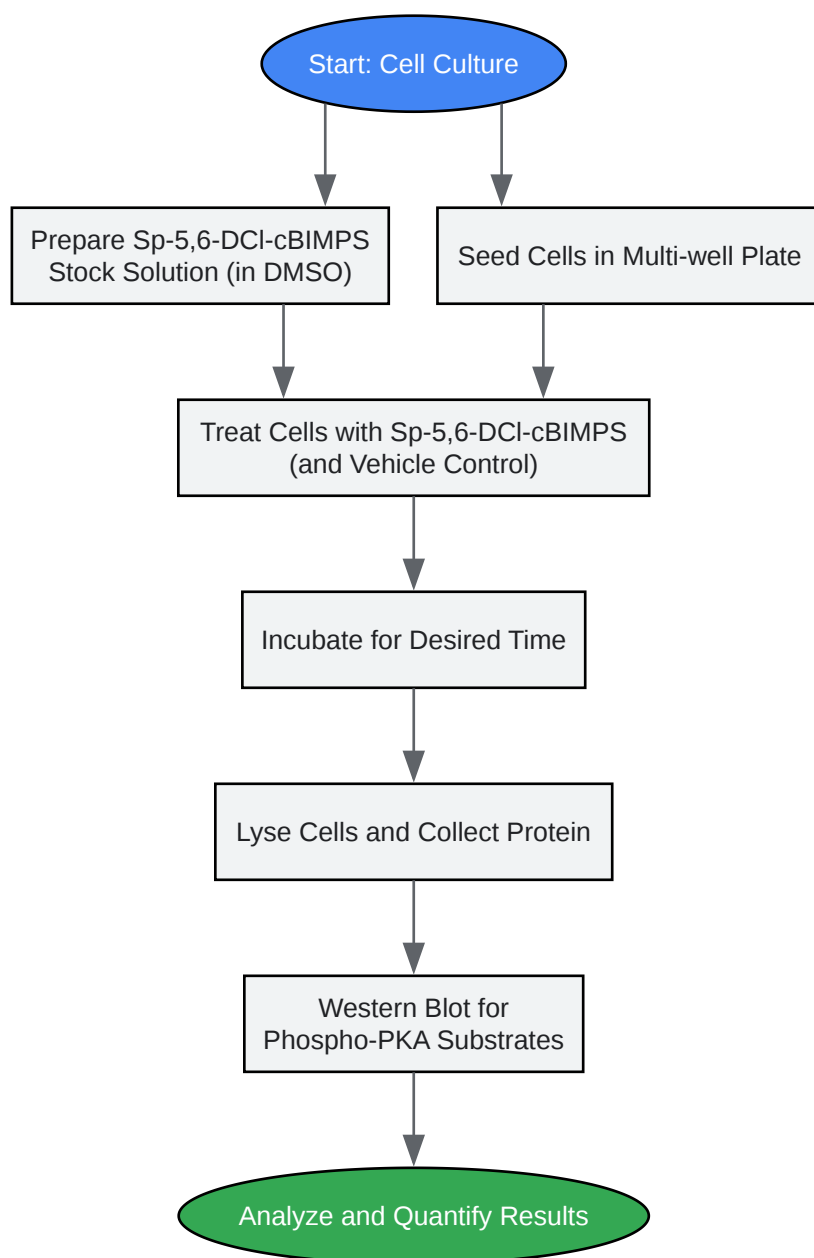 Start: Cell Culture
Prepare Sp-5,6-DCl-cBIMPS
Stock Solution (in DMSO)
Seed Cells in Multi-well Plate
Treat Cells with Sp-5,6-DCl-cBIMPS
(and Vehicle Control)
Incubate for Desired Time
Lyse Cells and Collect Protein
Western Blot for
Phospho-PKA Substrates
Analyze and Quantify Results